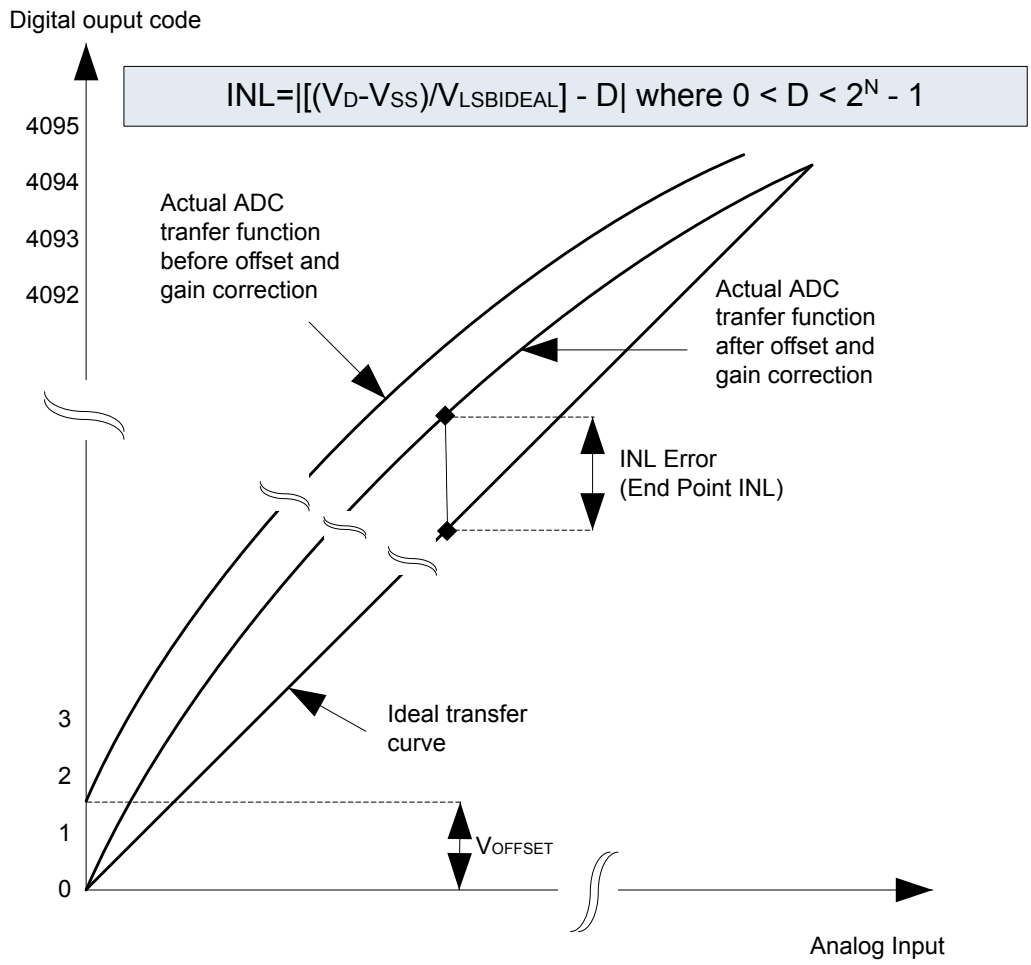 Digital ouput code
INL=|[(VD-VSS)/VLSBIDEAL] - D| where 0 < D < 2^N - 1
4095
4094
4093
4092
Actual ADC
tranfer function
before offset and
gain correction
Actual ADC
tranfer function
after offset and
gain correction
INL Error
(End Point INL)
Ideal transfer
curve
3
2
1
0
VOFFSET
Analog Input